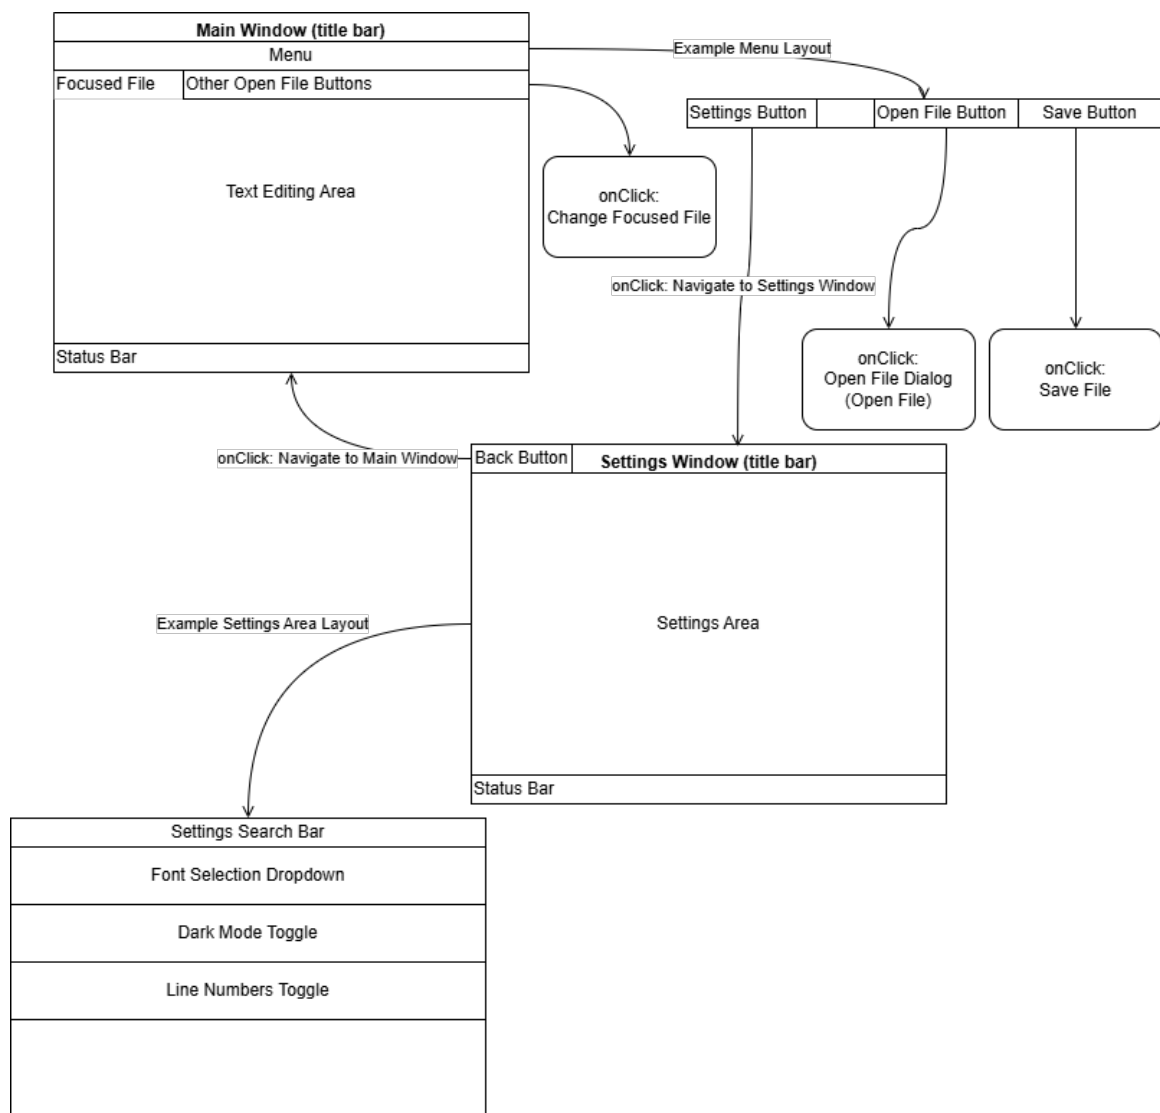 Main Window (title bar)
Menu
Example Menu Layout
Focused File
Other Open File Buttons
Settings Button
Open File Button
Save Button
Text Editing Area
onClick:
Change Focused File
onClick: Navigate to Settings Window
Status Bar
onClick:
Open File Dialog
(Open File)
onClick:
Save File
onClick: Navigate to Main Window
Back Button
Settings Window (title bar)
Example Settings Area Layout
Settings Area
Status Bar
Settings Search Bar
Font Selection Dropdown
Dark Mode Toggle
Line Numbers Toggle